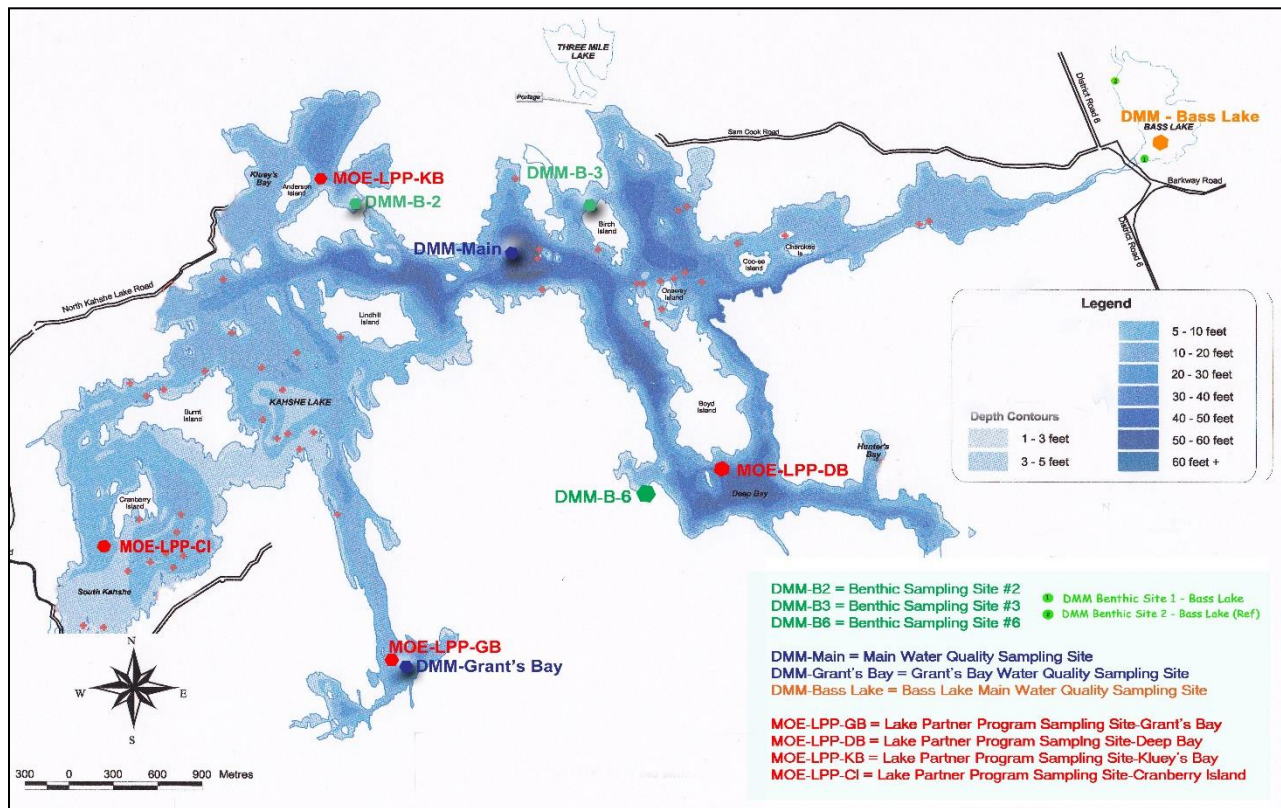 THREE MILE
LAKE
Portage
District Road 6
Sam Cook Road
DMM - Bass Lake
BASS LAKE
Barkway Road
District Road 6
Kluey's
Bay
Anderson
Island
MOE-LPP-KB
DMM-B-2
DMM-B-3
Birch
Island
DMM-Main
Coo-ee
Island
Cherokee
Is
Onaway
Island
North Kahshe Lake Road
Lindhill
Island
KAHSHE LAKE
Burnt
Island
Boyd
Island
Hunter's
Bay
MOE-LPP-DB
Deep Bay
DMM-B-6
Cranberry
Island
MOE-LPP-CI
South Kahshe
MOE-LPP-GB
DMM-Grant's Bay
N
W
E
S
300 0 300 600 900 Metres
Legend
Depth Contours
1 - 3 feet
3 - 5 feet
5 - 10 feet
10 - 20 feet
20 - 30 feet
30 - 40 feet
40 - 50 feet
50 - 60 feet
60 feet +
DMM-B2 = Benthic Sampling Site #2
DMM-B3 = Benthic Sampling Site #3
DMM-B6 = Benthic Sampling Site #6
1 DMM Benthic Site 1 - Bass Lake
2 DMM Benthic Site 2 - Bass Lake (Ref)
DMM-Main = Main Water Quality Sampling Site
DMM-Grant's Bay = Grant's Bay Water Quality Sampling Site
DMM-Bass Lake = Bass Lake Main Water Quality Sampling Site
MOE-LPP-GB = Lake Partner Program Sampling Site-Grant's Bay
MOE-LPP-DB = Lake Partner Program Sampling Site-Deep Bay
MOE-LPP-KB = Lake Partner Program Sampling Site-Kluey's Bay
MOE-LPP-CI = Lake Partner Program Sampling Site-Cranberry Island